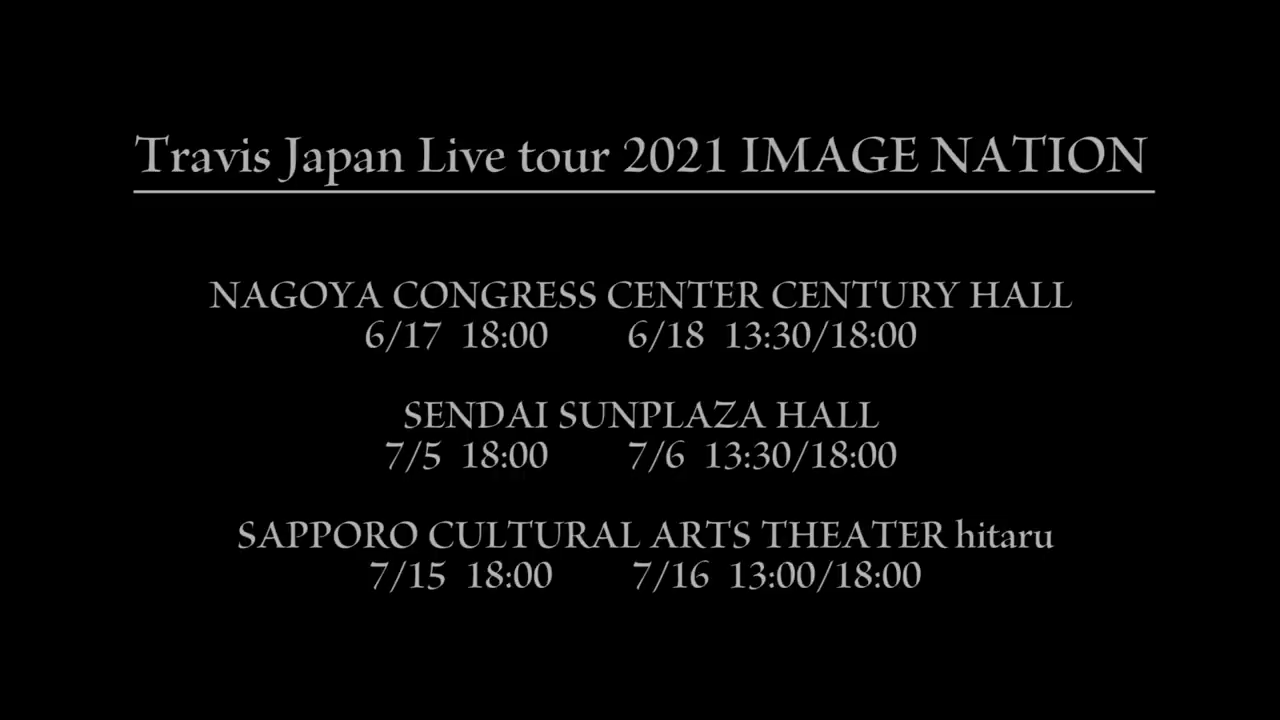 Travis Japan Live tour 2021 IMAGE NATION
NAGOYA CONGRESS CENTER CENTURY HALL
6/17 18:00 6/18 13:30/18:00
SENDAI SUNPLAZA HALL
7/5 18:00 7/6 13:30/18:00
SAPPORO CULTURAL ARTS THEATER hitaru
7/15 18:00 7/16 13:00/18:00